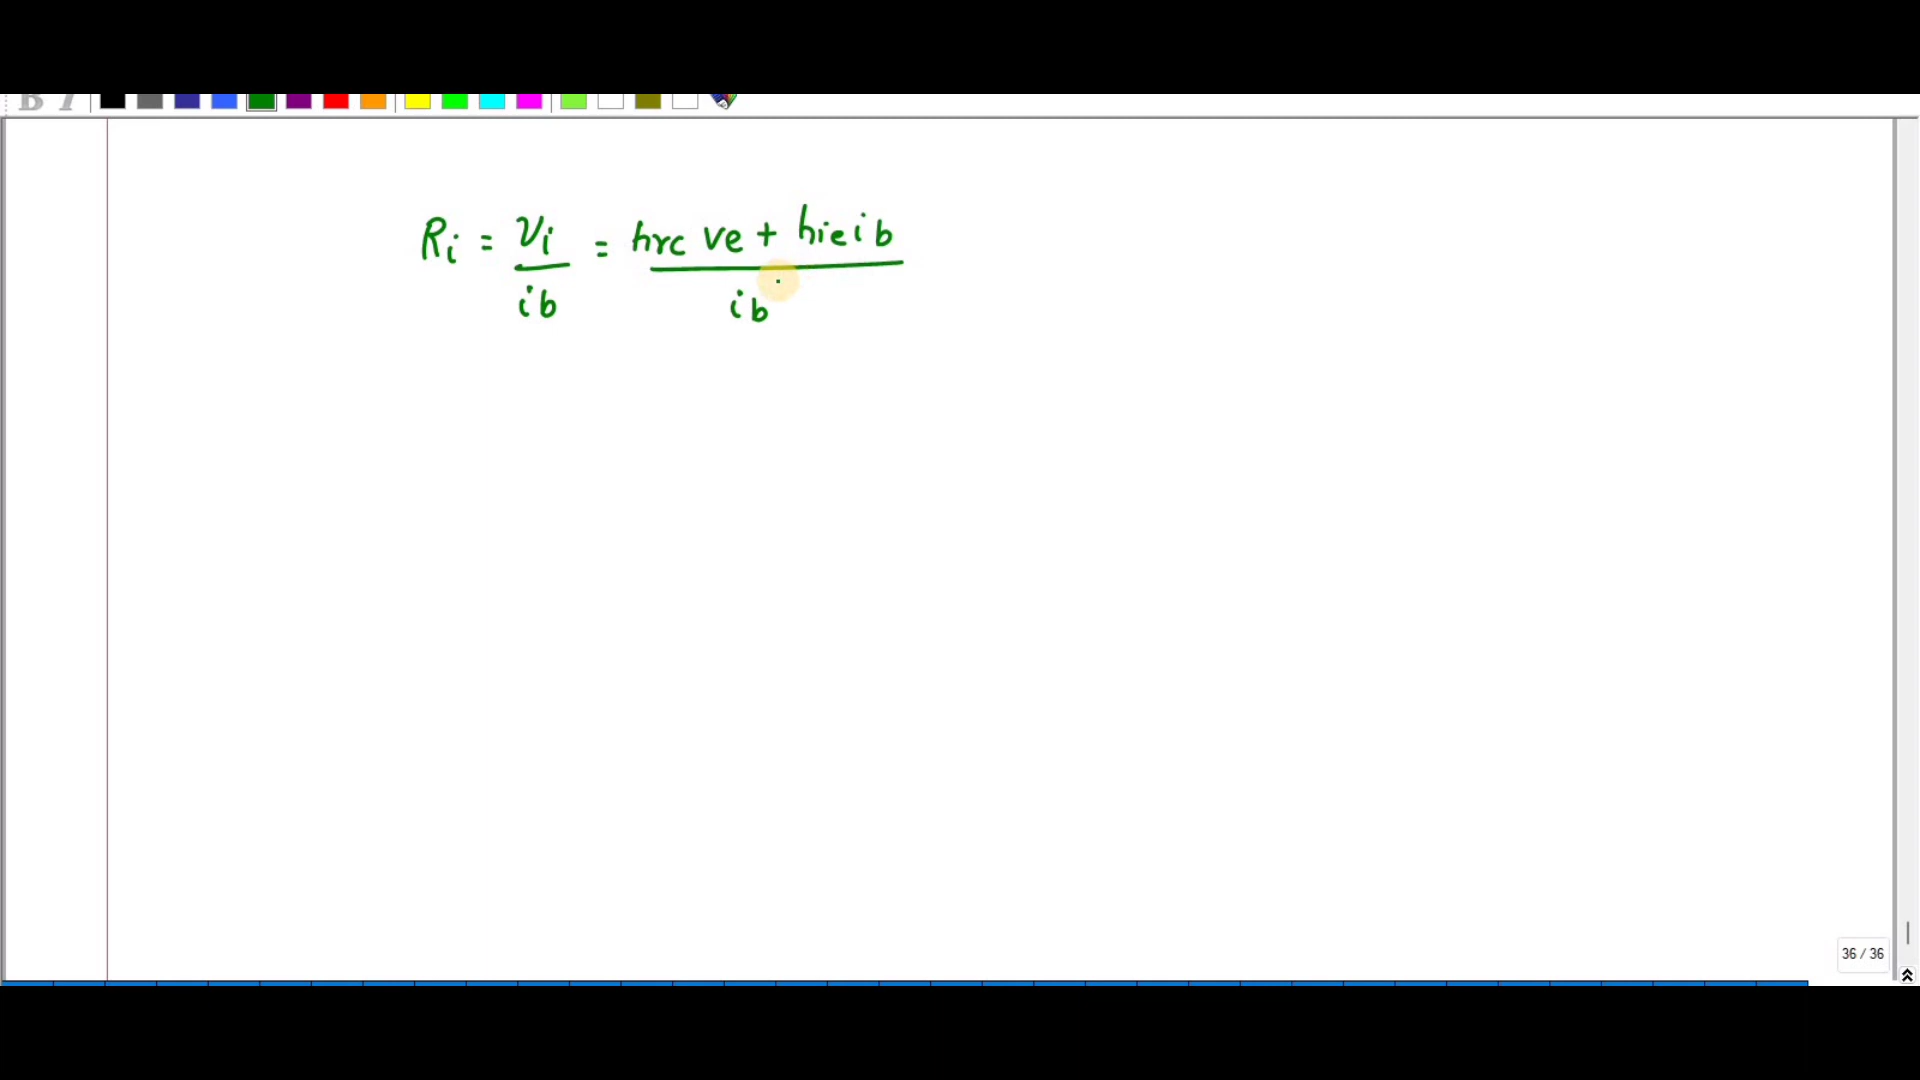 B I
Ri = vi / ib = hrc ve + hie ib / ib
36 / 36